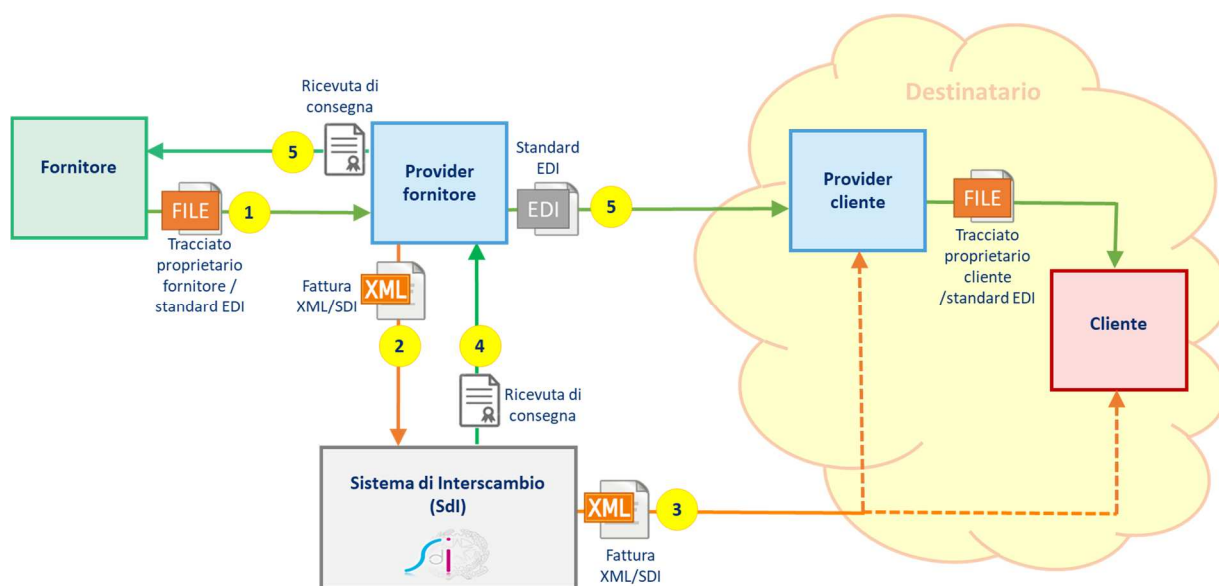 Destinatario
Ricevuta di
consegna
5
Fornitore
FILE
1
Tracciato
proprietario
fornitore /
standard EDI
Provider
fornitore
Standard
EDI
EDI
5
Provider
cliente
FILE
Tracciato
proprietario
cliente
/standard EDI
Cliente
Fattura
XML/SDI
XML
2
4
Ricevuta di
consegna
Sistema di Interscambio
(SdI)
Sdi
XML
3
Fattura
XML/SDI